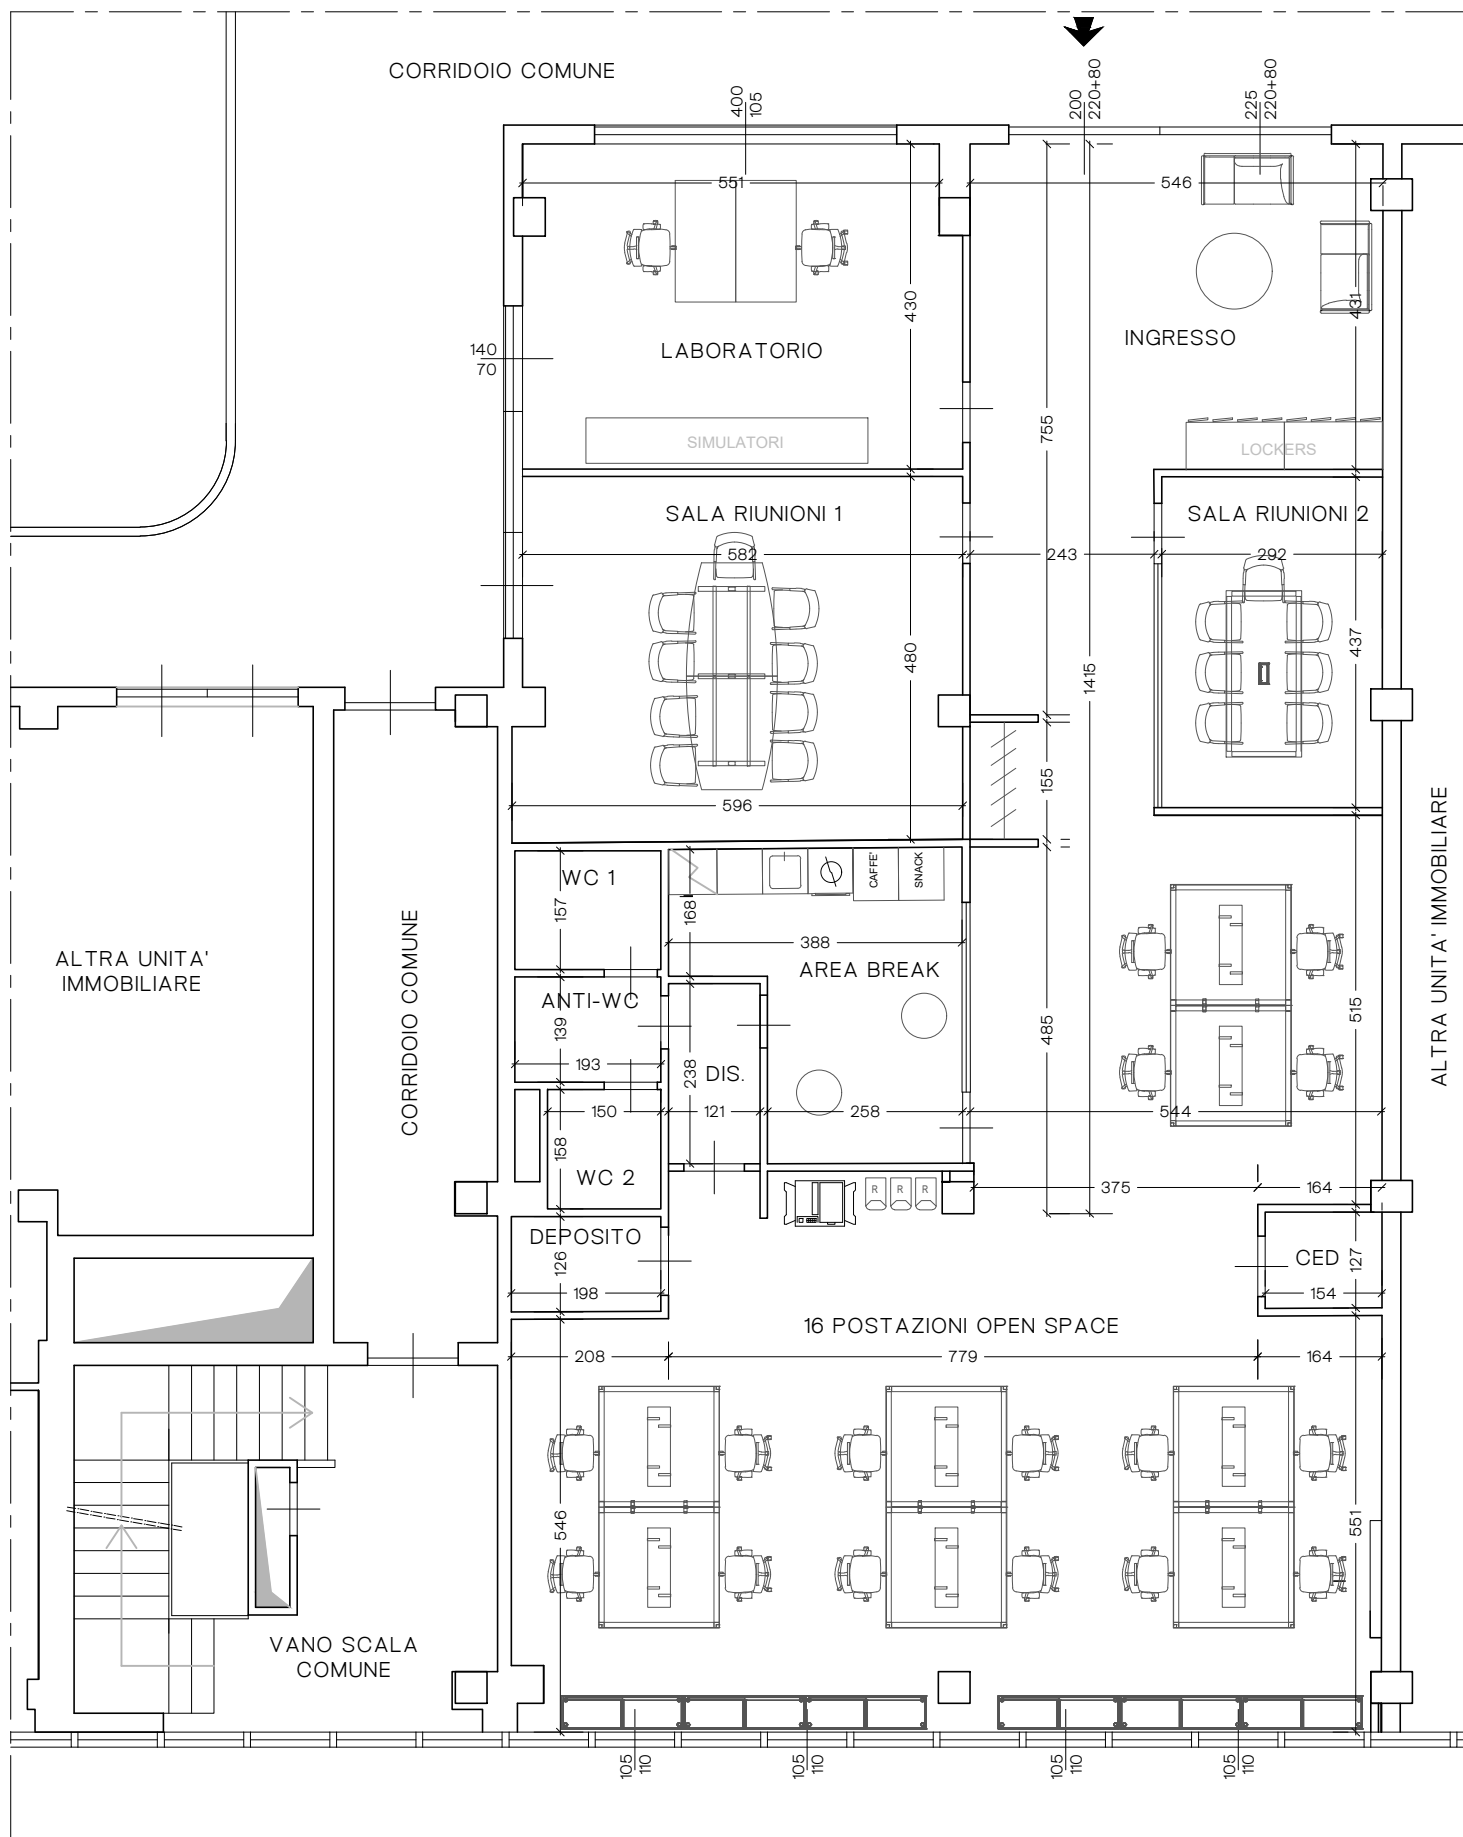 CORRIDOIO COMUNE
400
105
200
220+80
225
220+80
551
546
430
431
140
70
LABORATORIO
INGRESSO
SIMULATORI
LOCKERS
755
SALA RIUNIONI 1
SALA RIUNIONI 2
582
243
292
480
437
1415
155
596
ALTRA UNITA' IMMOBILIARE
WC 1
157
168
CAFFE'
SNACK
388
AREA BREAK
ALTRA UNITA'
IMMOBILIARE
CORRIDOIO COMUNE
ANTI-WC
139
193
238
DIS.
485
515
150
121
258
544
158
WC 2
R
R
R
375
164
DEPOSITO
126
198
CED
127
154
16 POSTAZIONI OPEN SPACE
208
779
164
546
551
VANO SCALA
COMUNE
105
110
105
110
105
110
105
110